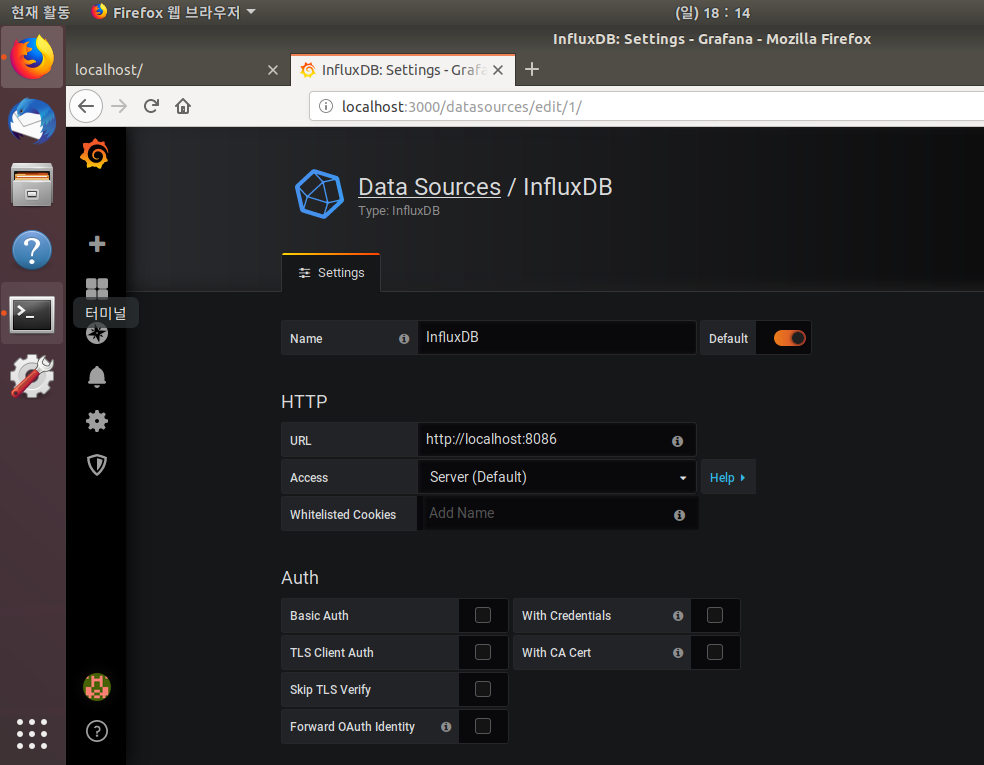 현재 활동 Firefox 웹 브라우저 (일) 18 : 14
InfluxDB: Settings - Grafana - Mozilla Firefox
localhost/ InfluxDB: Settings - Grafa
localhost:3000/datasources/edit/1/
Data Sources / InfluxDB
Type: InfluxDB
Settings
터미널
Name InfluxDB Default
HTTP
URL http://localhost:8086
Access Server (Default) Help
Whitelisted Cookies Add Name
Auth
Basic Auth With Credentials
TLS Client Auth With CA Cert
Skip TLS Verify
Forward OAuth Identity